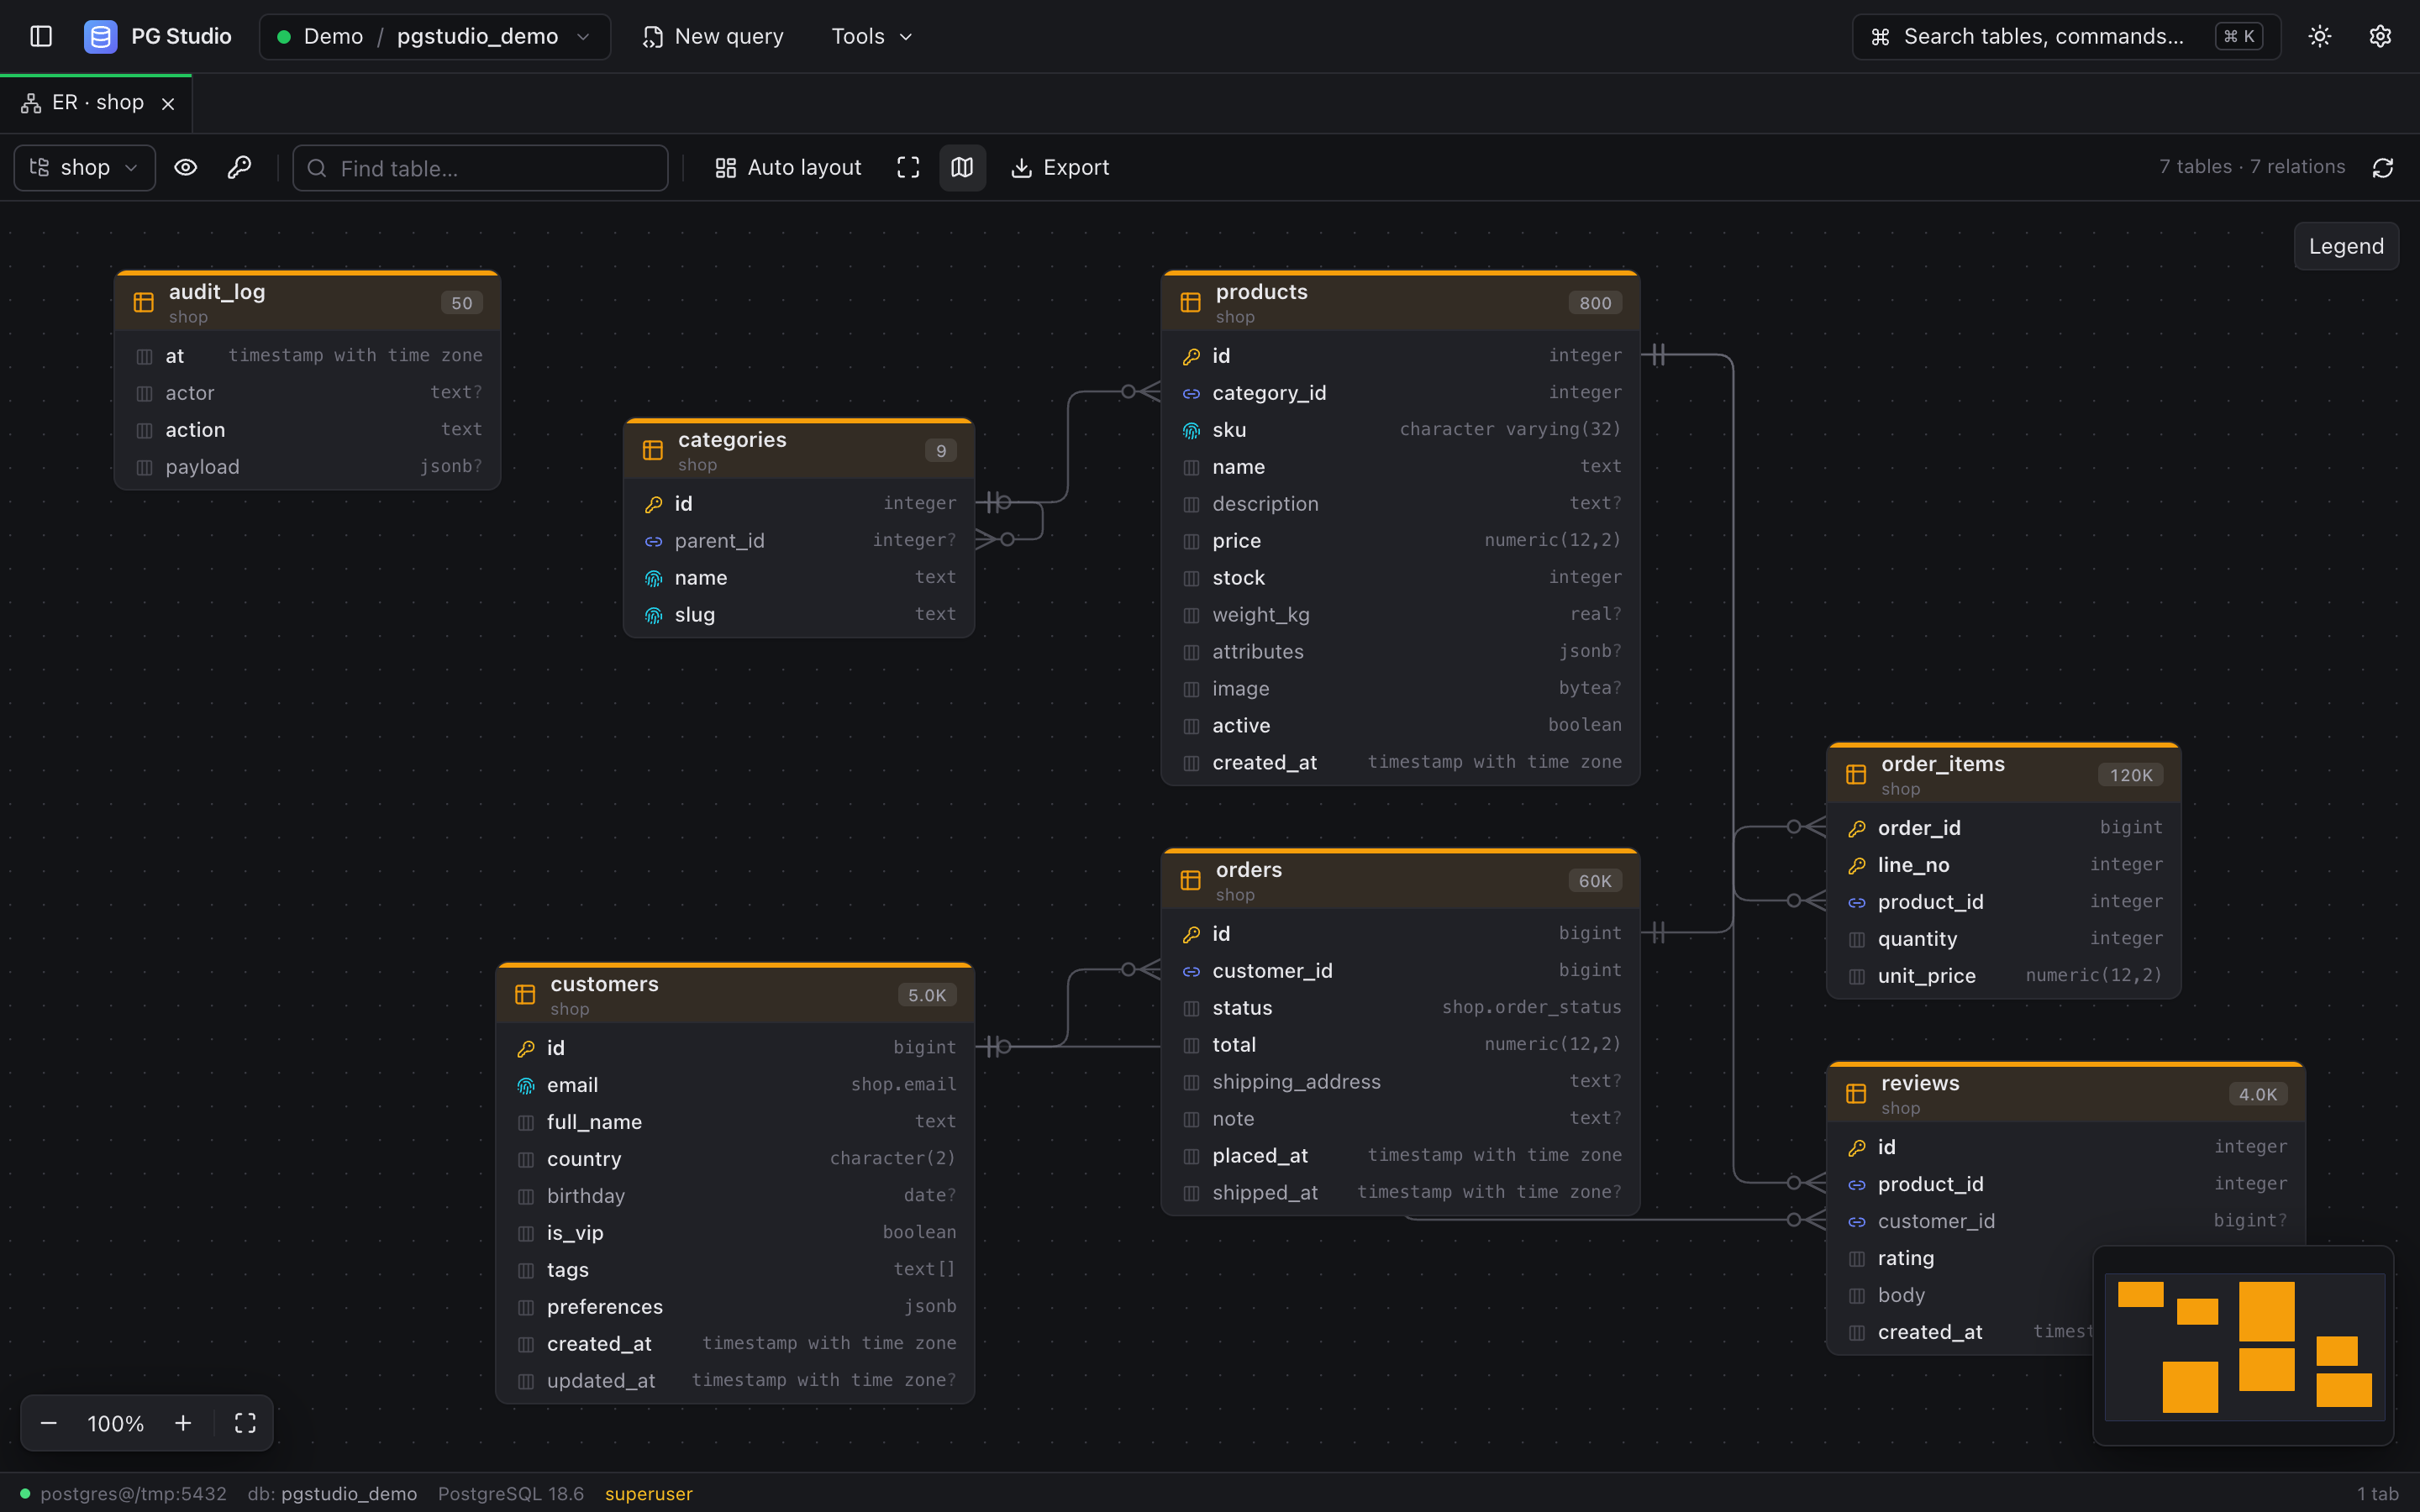 PG Studio
Demo / pgstudio_demo
New query
Tools
Search tables, commands...
⌘ K
ER · shop
shop
Find table...
Auto layout
Export
7 tables · 7 relations
Legend
audit_log
shop
50
at timestamp with time zone
actor text?
action text
payload jsonb?
categories
shop
9
id integer
parent_id integer?
name text
slug text
products
shop
800
id integer
category_id integer
sku character varying(32)
name text
description text?
price numeric(12,2)
stock integer
weight_kg real?
attributes jsonb?
image bytea?
active boolean
created_at timestamp with time zone
customers
shop
5.0K
id bigint
email shop.email
full_name text
country character(2)
birthday date?
is_vip boolean
tags text[]
preferences jsonb
created_at timestamp with time zone
updated_at timestamp with time zone?
orders
shop
60K
id bigint
customer_id bigint
status shop.order_status
total numeric(12,2)
shipping_address text?
note text?
placed_at timestamp with time zone
shipped_at timestamp with time zone?
order_items
shop
120K
order_id bigint
line_no integer
product_id integer
quantity integer
unit_price numeric(12,2)
reviews
shop
4.0K
id integer
product_id integer
customer_id bigint?
rating
body
created_at timest
100%
postgres@/tmp:5432 db: pgstudio_demo PostgreSQL 18.6 superuser
1 tab